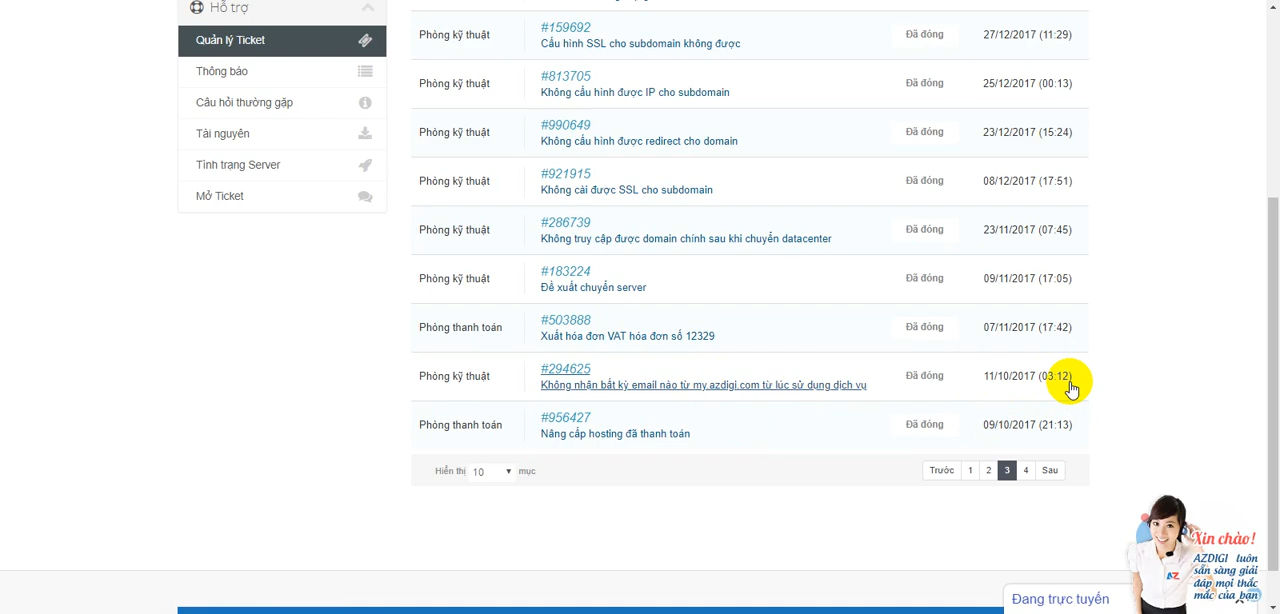 Hỗ trợ
Quản lý Ticket
Thông báo
Câu hỏi thường gặp
Tài nguyên
Tình trạng Server
Mở Ticket
#159692
Phòng kỹ thuật Đã đóng 27/12/2017 (11:29)
Cấu hình SSL cho subdomain không được
#813705
Phòng kỹ thuật Đã đóng 25/12/2017 (00:13)
Không cấu hình được IP cho subdomain
#990649
Phòng kỹ thuật Đã đóng 23/12/2017 (15:24)
Không cấu hình được redirect cho domain
#921915
Phòng kỹ thuật Đã đóng 08/12/2017 (17:51)
Không cài được SSL cho subdomain
#286739
Phòng kỹ thuật Đã đóng 23/11/2017 (07:45)
Không truy cập được domain chính sau khi chuyển datacenter
#183224
Phòng kỹ thuật Đã đóng 09/11/2017 (17:05)
Đề xuất chuyển server
#503888
Phòng thanh toán Đã đóng 07/11/2017 (17:42)
Xuất hóa đơn VAT hóa đơn số 12329
#294625
Phòng kỹ thuật Đã đóng 11/10/2017 (03:12)
Không nhận bất kỳ email nào từ my.azdigi.com từ lúc sử dụng dịch vụ
#956427
Phòng thanh toán Đã đóng 09/10/2017 (21:13)
Nâng cấp hosting đã thanh toán
Hiển thị 10 mục
Trước 1 2 3 4 Sau
Xin chào!
AZDIGI luôn
sẵn sàng giải
đáp mọi thắc
mắc của bạn
AZ
Đang trực tuyến